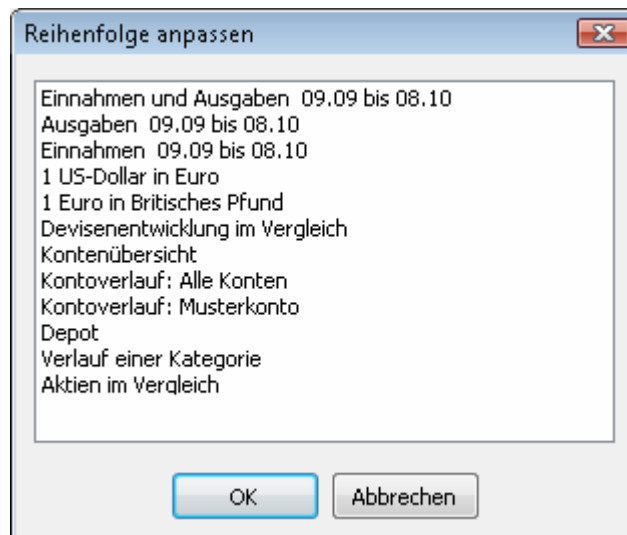 Reihenfolge anpassen
Einnahmen und Ausgaben 09.09 bis 08.10
Ausgaben 09.09 bis 08.10
Einnahmen 09.09 bis 08.10
1 US-Dollar in Euro
1 Euro in Britisches Pfund
Devisenentwicklung im Vergleich
Kontenübersicht
Kontoverlauf: Alle Konten
Kontoverlauf: Musterkonto
Depot
Verlauf einer Kategorie
Aktien im Vergleich
OK
Abbrechen